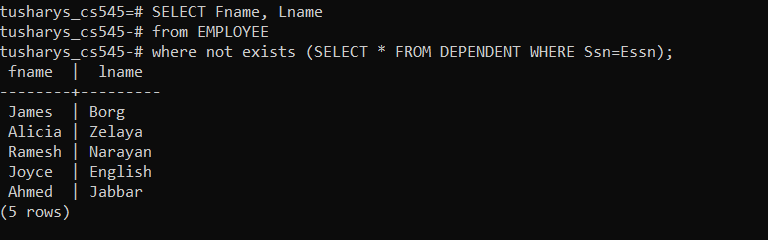 tusharys_cs545=# SELECT Fname, Lname
tusharys_cs545-# from EMPLOYEE
tusharys_cs545-# where not exists (SELECT * FROM DEPENDENT WHERE Ssn=Essn);
 fname  |  lname
--------+---------
 James  | Borg
 Alicia | Zelaya
 Ramesh | Narayan
 Joyce  | English
 Ahmed  | Jabbar
(5 rows)